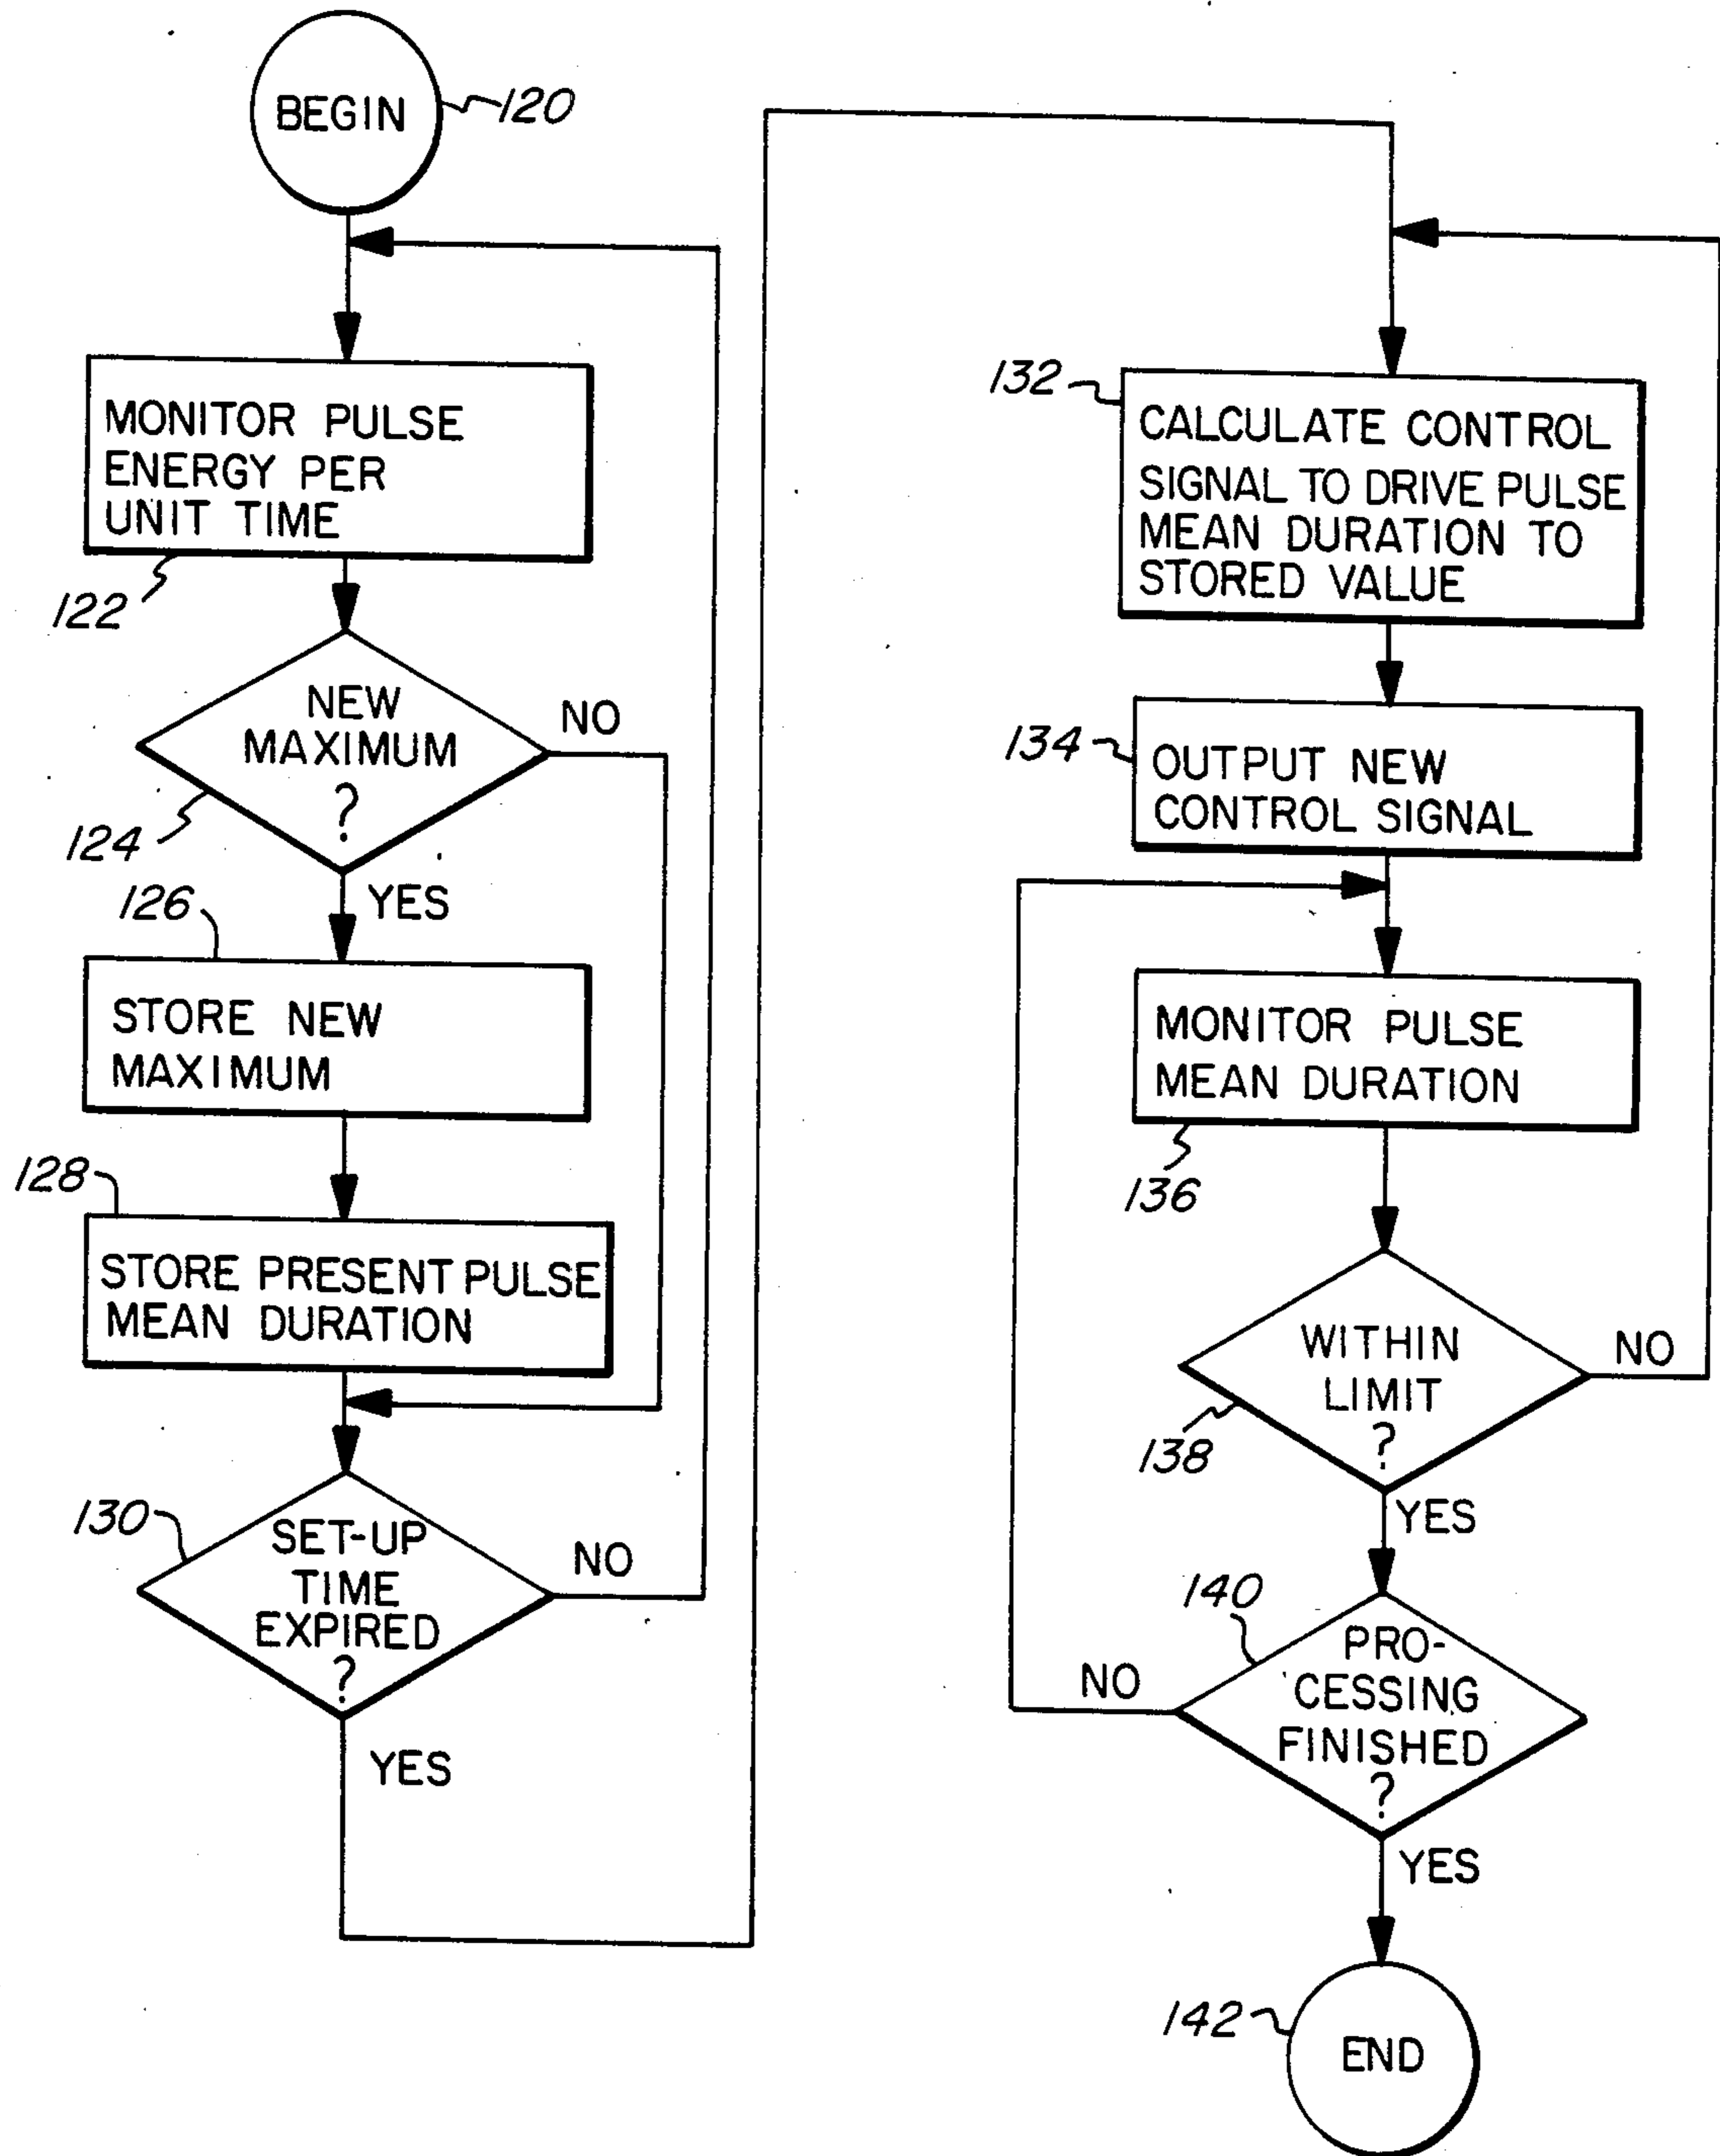 BEGIN
120
MONITOR PULSE
ENERGY PER
UNIT TIME
122
NEW
MAXIMUM
?
NO
124
YES
126
STORE NEW
MAXIMUM
128
STORE PRESENT PULSE
MEAN DURATION
130
SET-UP
TIME
EXPIRED
?
NO
YES
132
CALCULATE CONTROL
SIGNAL TO DRIVE PULSE
MEAN DURATION TO
STORED VALUE
134
OUTPUT NEW
CONTROL SIGNAL
MONITOR PULSE
MEAN DURATION
136
WITHIN
LIMIT
?
NO
138
YES
140
PRO-
CESSING
FINISHED
?
NO
YES
142
END